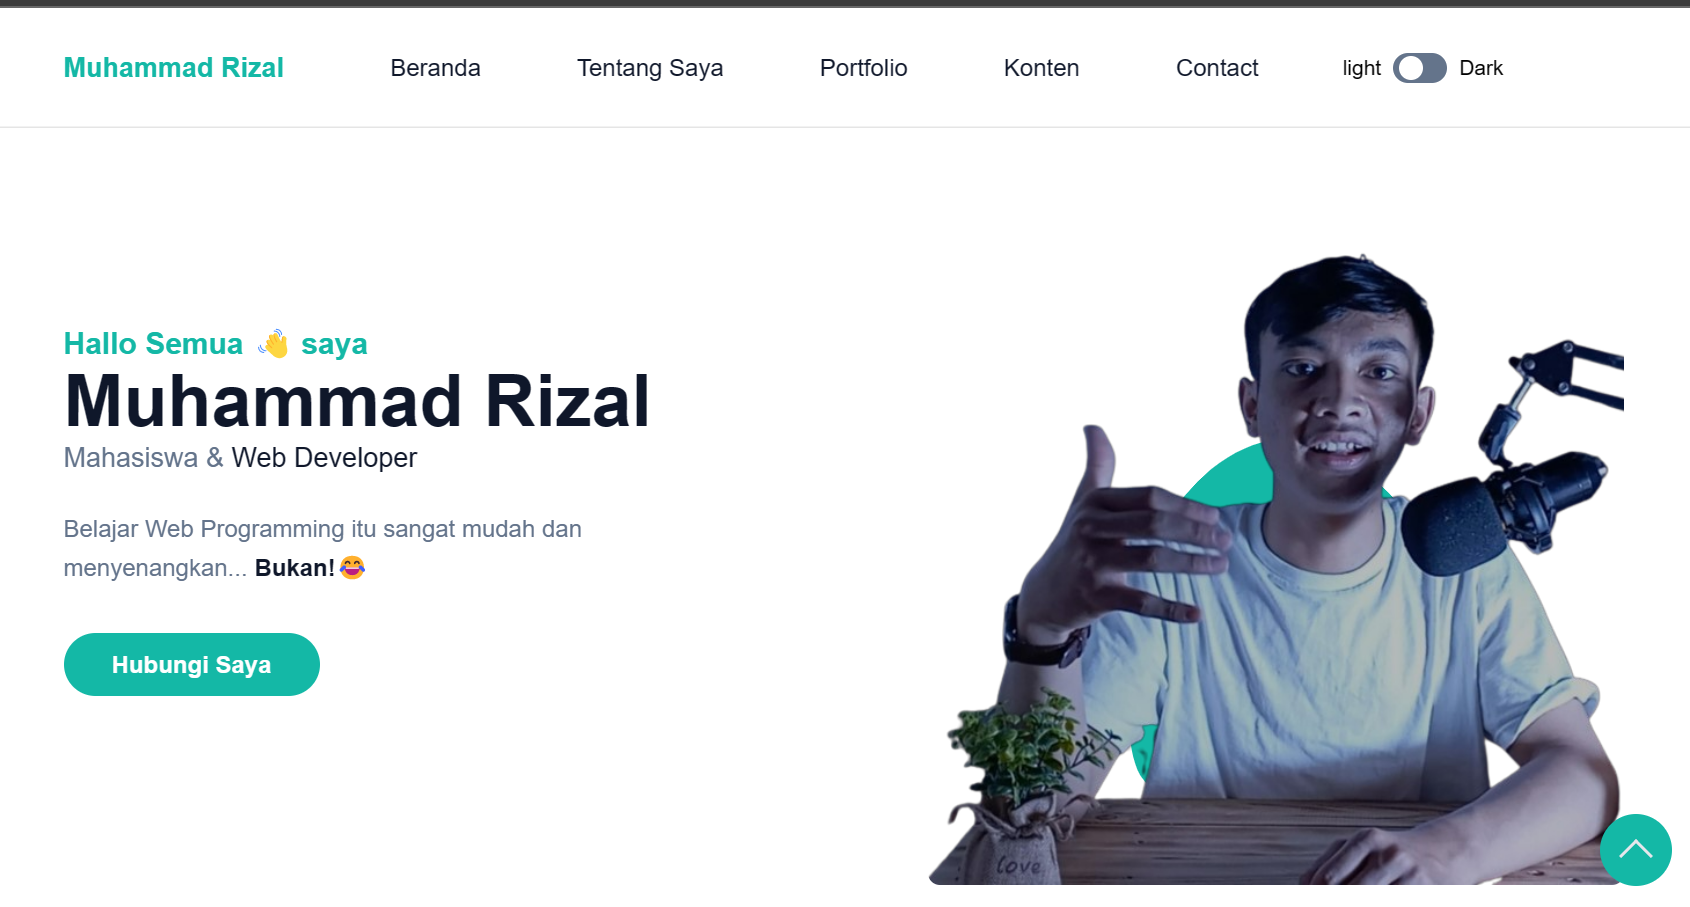 Muhammad Rizal Beranda Tentang Saya Portfolio Konten Contact light Dark
Hallo Semua 👋 saya
Muhammad Rizal
Mahasiswa & Web Developer
Belajar Web Programming itu sangat mudah dan
menyenangkan... Bukan!😂
Hubungi Saya
love